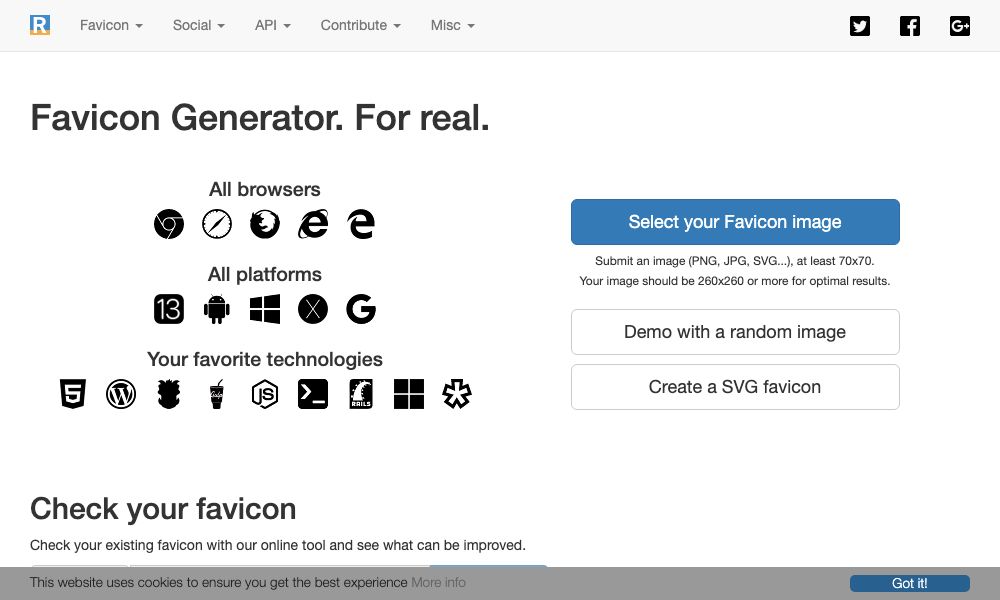 R
Favicon Social API Contribute Misc
G+
Favicon Generator. For real.
All browsers
All platforms
13 X G
Your favorite technologies
5 W Gulp JS RAILS
Select your Favicon image
Submit an image (PNG, JPG, SVG...), at least 70x70.
Your image should be 260x260 or more for optimal results.
Demo with a random image
Create a SVG favicon
Check your favicon
Check your existing favicon with our online tool and see what can be improved.
This website uses cookies to ensure you get the best experience More info
Got it!